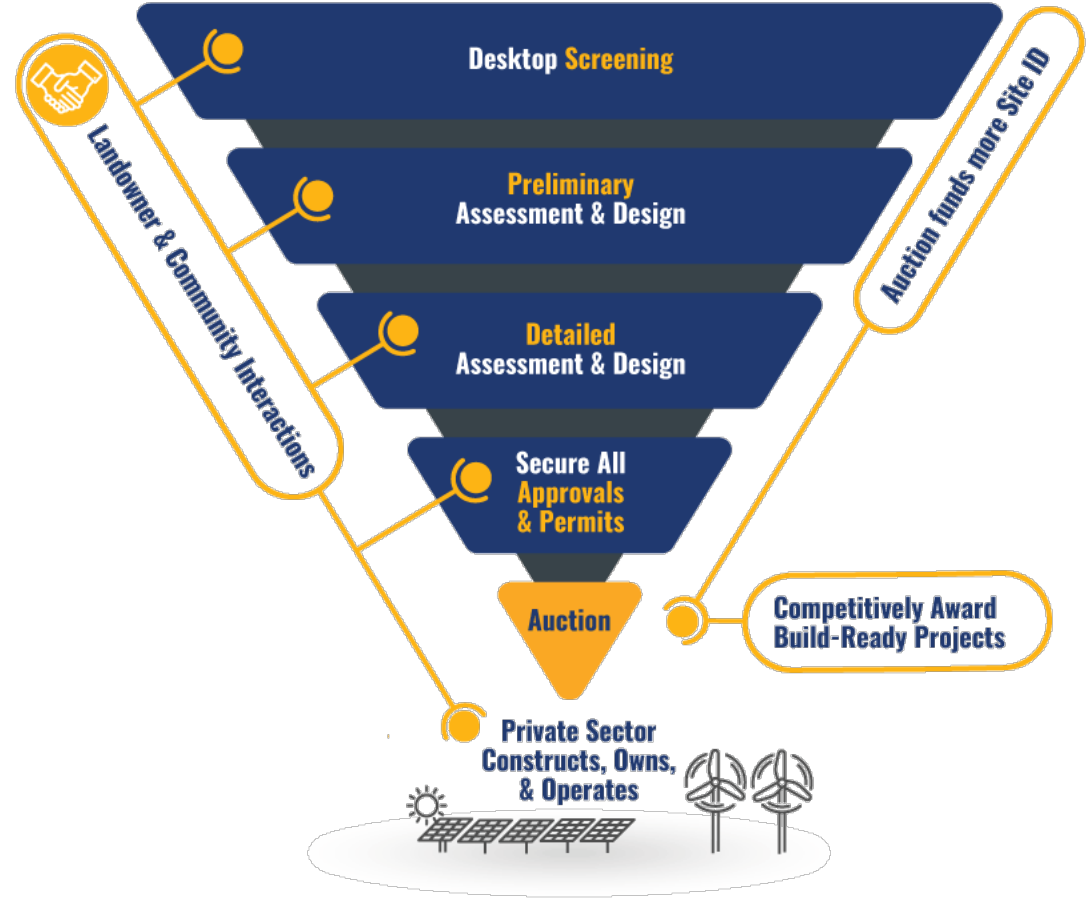 Desktop Screening
Preliminary
Assessment & Design
Detailed
Assessment & Design
Secure All
Approvals
& Permits
Auction
Landowner & Community Interactions
Auction funds more Site ID
Competitively Award
Build-Ready Projects
Private Sector
Constructs, Owns,
& Operates